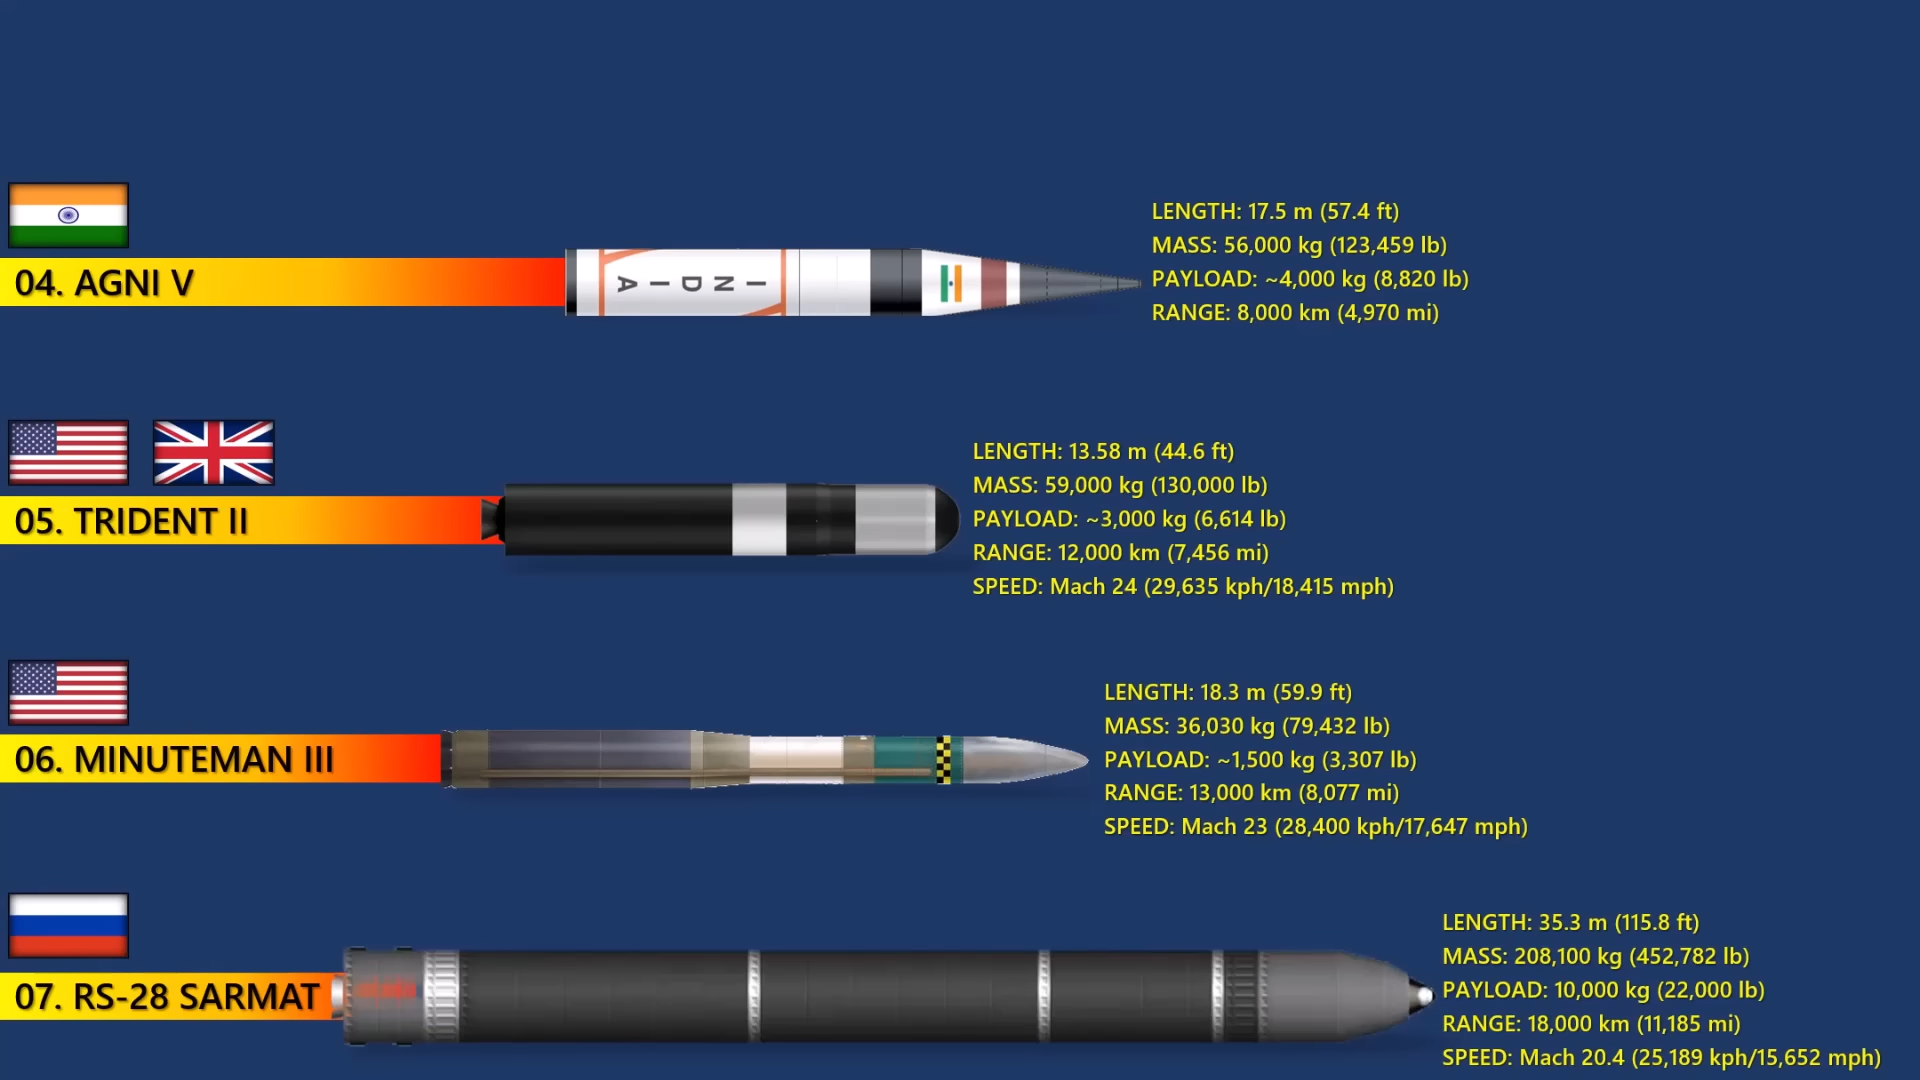 04. AGNI V
INDIA
LENGTH: 17.5 m (57.4 ft)
MASS: 56,000 kg (123,459 lb)
PAYLOAD: ~4,000 kg (8,820 lb)
RANGE: 8,000 km (4,970 mi)
05. TRIDENT II
LENGTH: 13.58 m (44.6 ft)
MASS: 59,000 kg (130,000 lb)
PAYLOAD: ~3,000 kg (6,614 lb)
RANGE: 12,000 km (7,456 mi)
SPEED: Mach 24 (29,635 kph/18,415 mph)
06. MINUTEMAN III
LENGTH: 18.3 m (59.9 ft)
MASS: 36,030 kg (79,432 lb)
PAYLOAD: ~1,500 kg (3,307 lb)
RANGE: 13,000 km (8,077 mi)
SPEED: Mach 23 (28,400 kph/17,647 mph)
07. RS-28 SARMAT
LENGTH: 35.3 m (115.8 ft)
MASS: 208,100 kg (452,782 lb)
PAYLOAD: 10,000 kg (22,000 lb)
RANGE: 18,000 km (11,185 mi)
SPEED: Mach 20.4 (25,189 kph/15,652 mph)